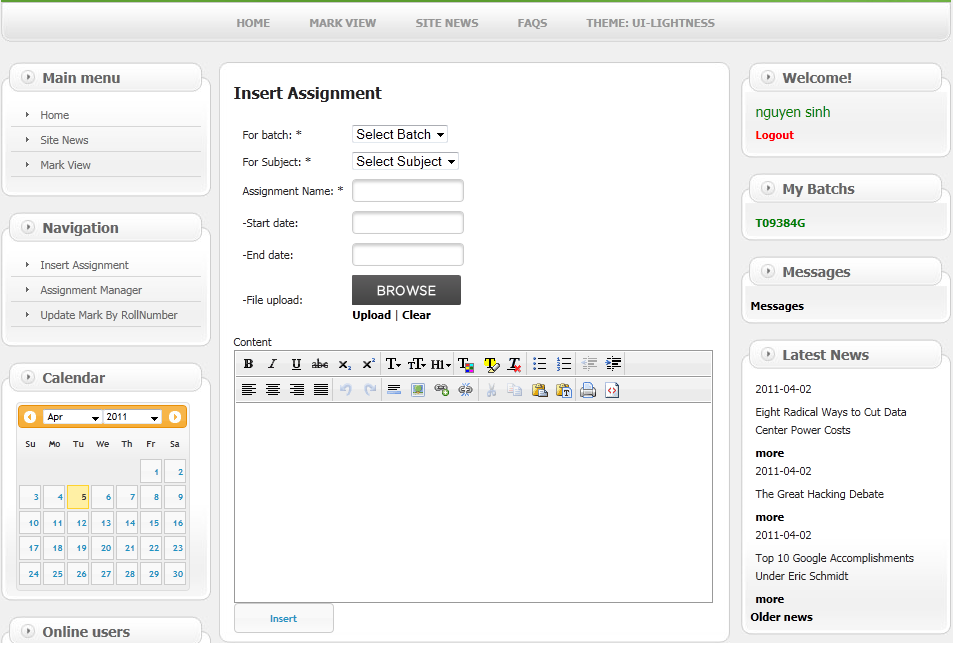 HOME MARK VIEW SITE NEWS FAQS THEME: UI-LIGHTNESS
Main menu
Home
Site News
Mark View
Navigation
Insert Assignment
Assignment Manager
Update Mark By RollNumber
Calendar
Apr 2011
Su Mo Tu We Th Fr Sa
1 2
3 4 5 6 7 8 9
10 11 12 13 14 15 16
17 18 19 20 21 22 23
24 25 26 27 28 29 30
Online users
Insert Assignment
For batch: * Select Batch
For Subject: * Select Subject
Assignment Name: *
-Start date:
-End date:
-File upload: BROWSE
Upload | Clear
Content
B I U abc x₂ x² T TT H1 T T T
Insert
Welcome!
nguyen sinh
Logout
My Batchs
T09384G
Messages
Messages
Latest News
2011-04-02
Eight Radical Ways to Cut Data
Center Power Costs
more
2011-04-02
The Great Hacking Debate
more
2011-04-02
Top 10 Google Accomplishments
Under Eric Schmidt
more
Older news